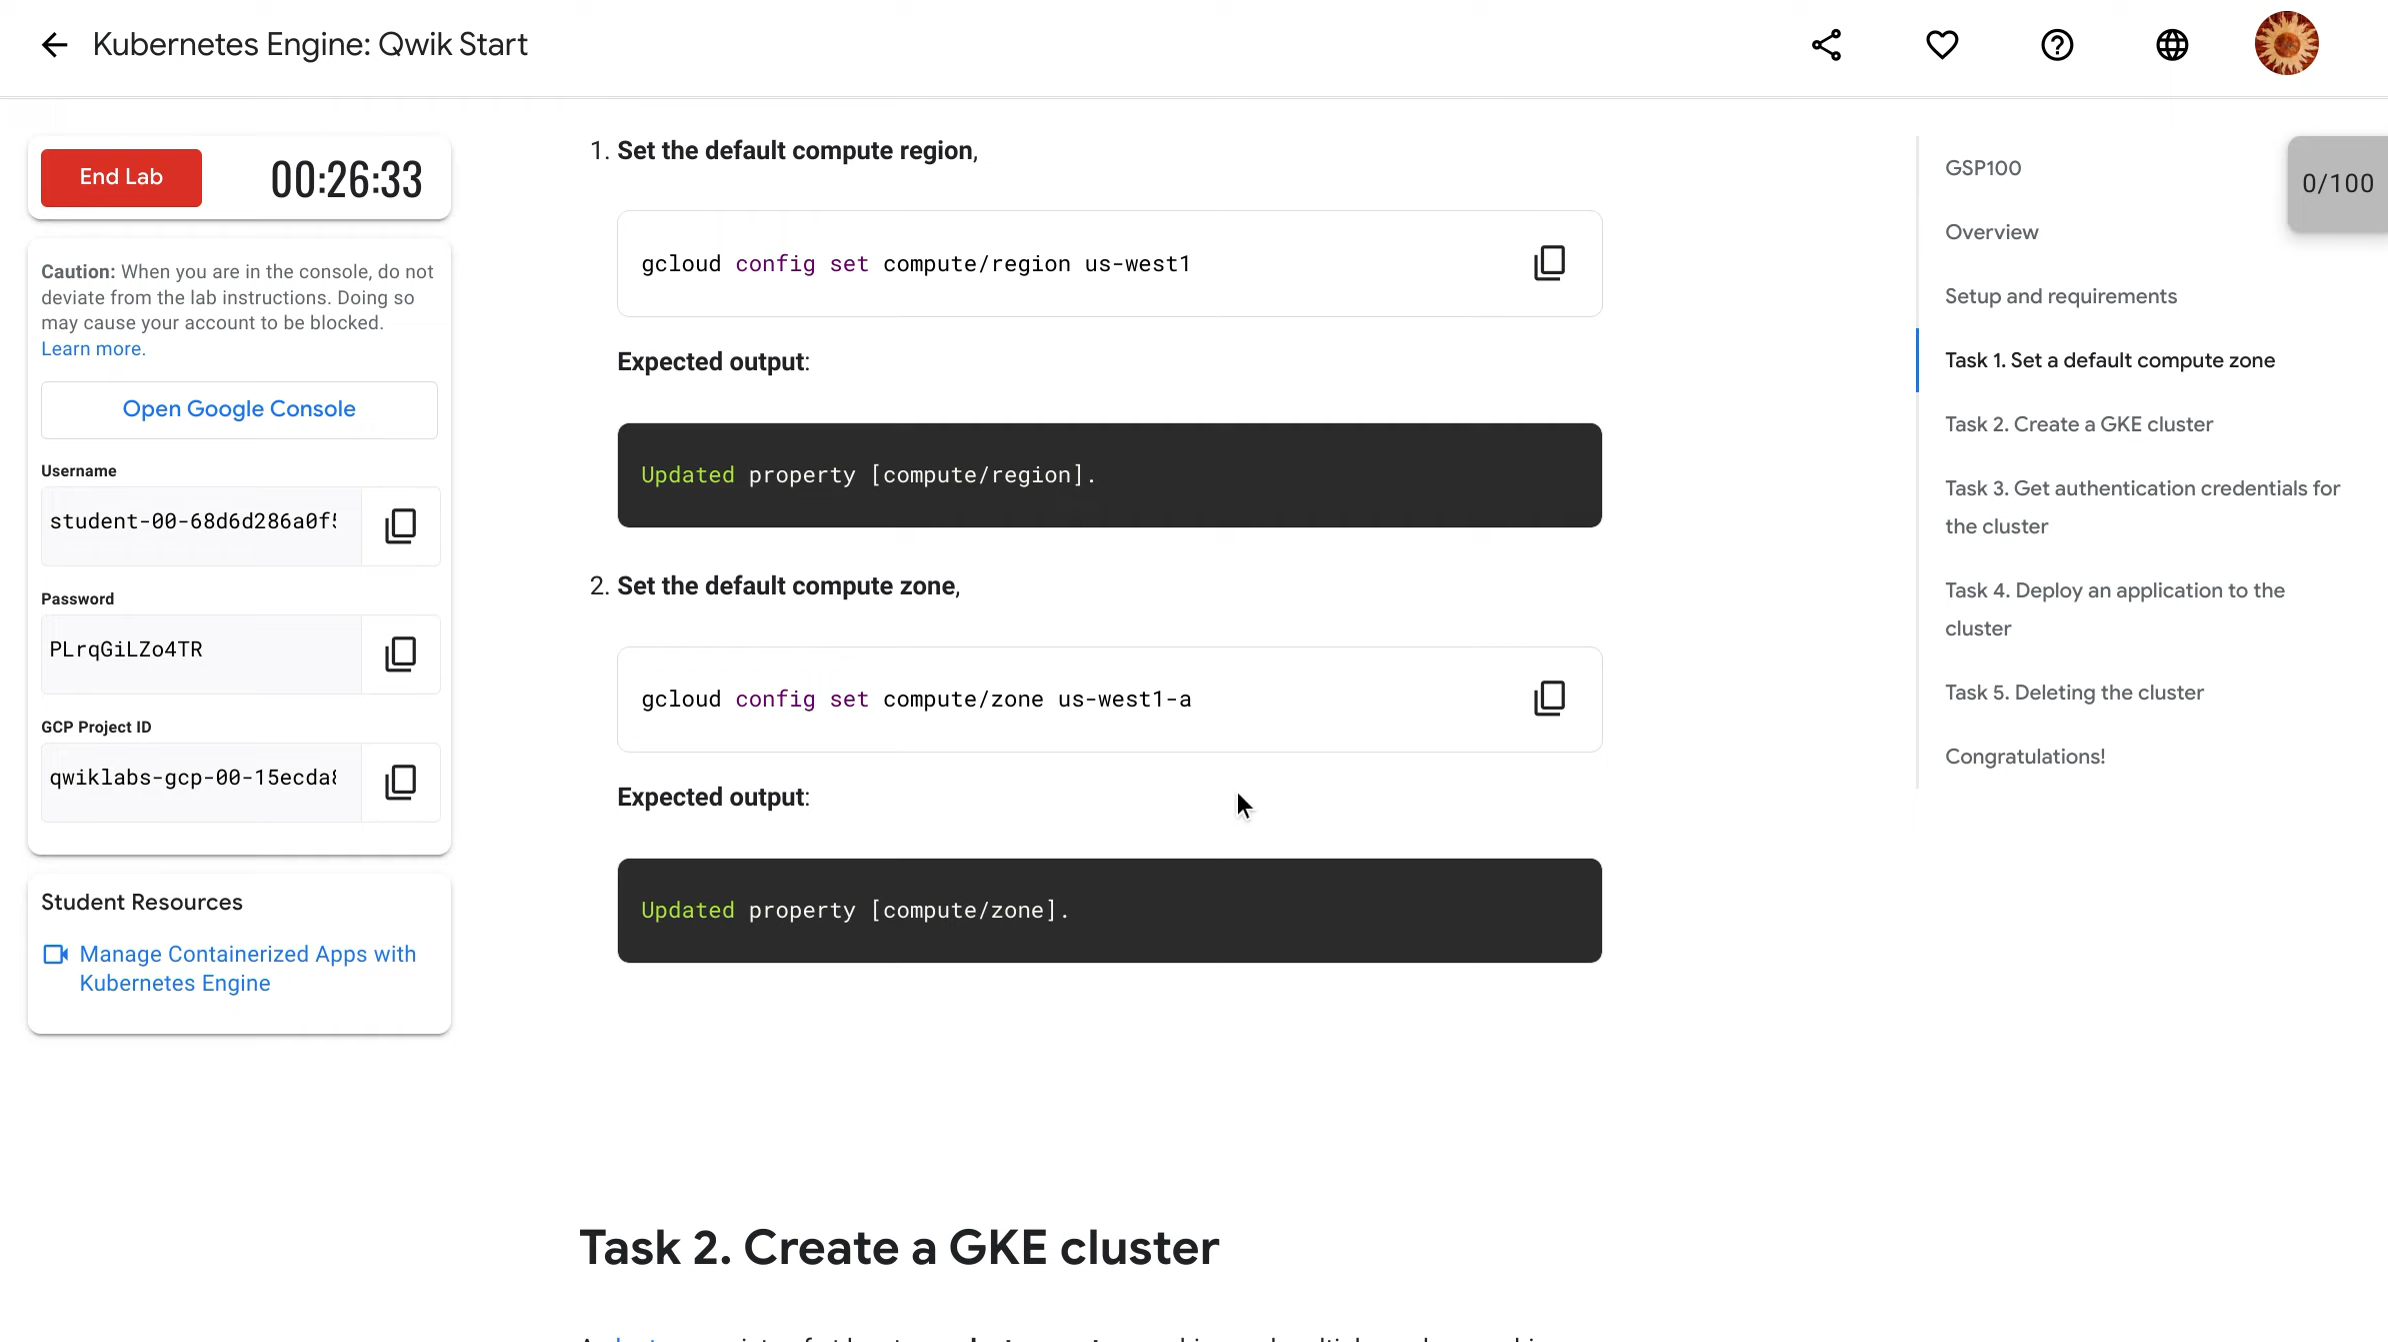 Kubernetes Engine: Qwik Start
End Lab
00:26:33
Caution: When you are in the console, do not
deviate from the lab instructions. Doing so
may cause your account to be blocked.
Learn more.
Open Google Console
Username
student-00-68d6d286a0f
Password
PLrqGiLZo4TR
GCP Project ID
qwiklabs-gcp-00-15ecda
Student Resources
Manage Containerized Apps with
Kubernetes Engine
1. Set the default compute region,
gcloud config set compute/region us-west1
Expected output:
Updated property [compute/region].
2. Set the default compute zone,
gcloud config set compute/zone us-west1-a
Expected output:
Updated property [compute/zone].
Task 2. Create a GKE cluster
GSP100
Overview
Setup and requirements
Task 1. Set a default compute zone
Task 2. Create a GKE cluster
Task 3. Get authentication credentials for
the cluster
Task 4. Deploy an application to the
cluster
Task 5. Deleting the cluster
Congratulations!
0/100